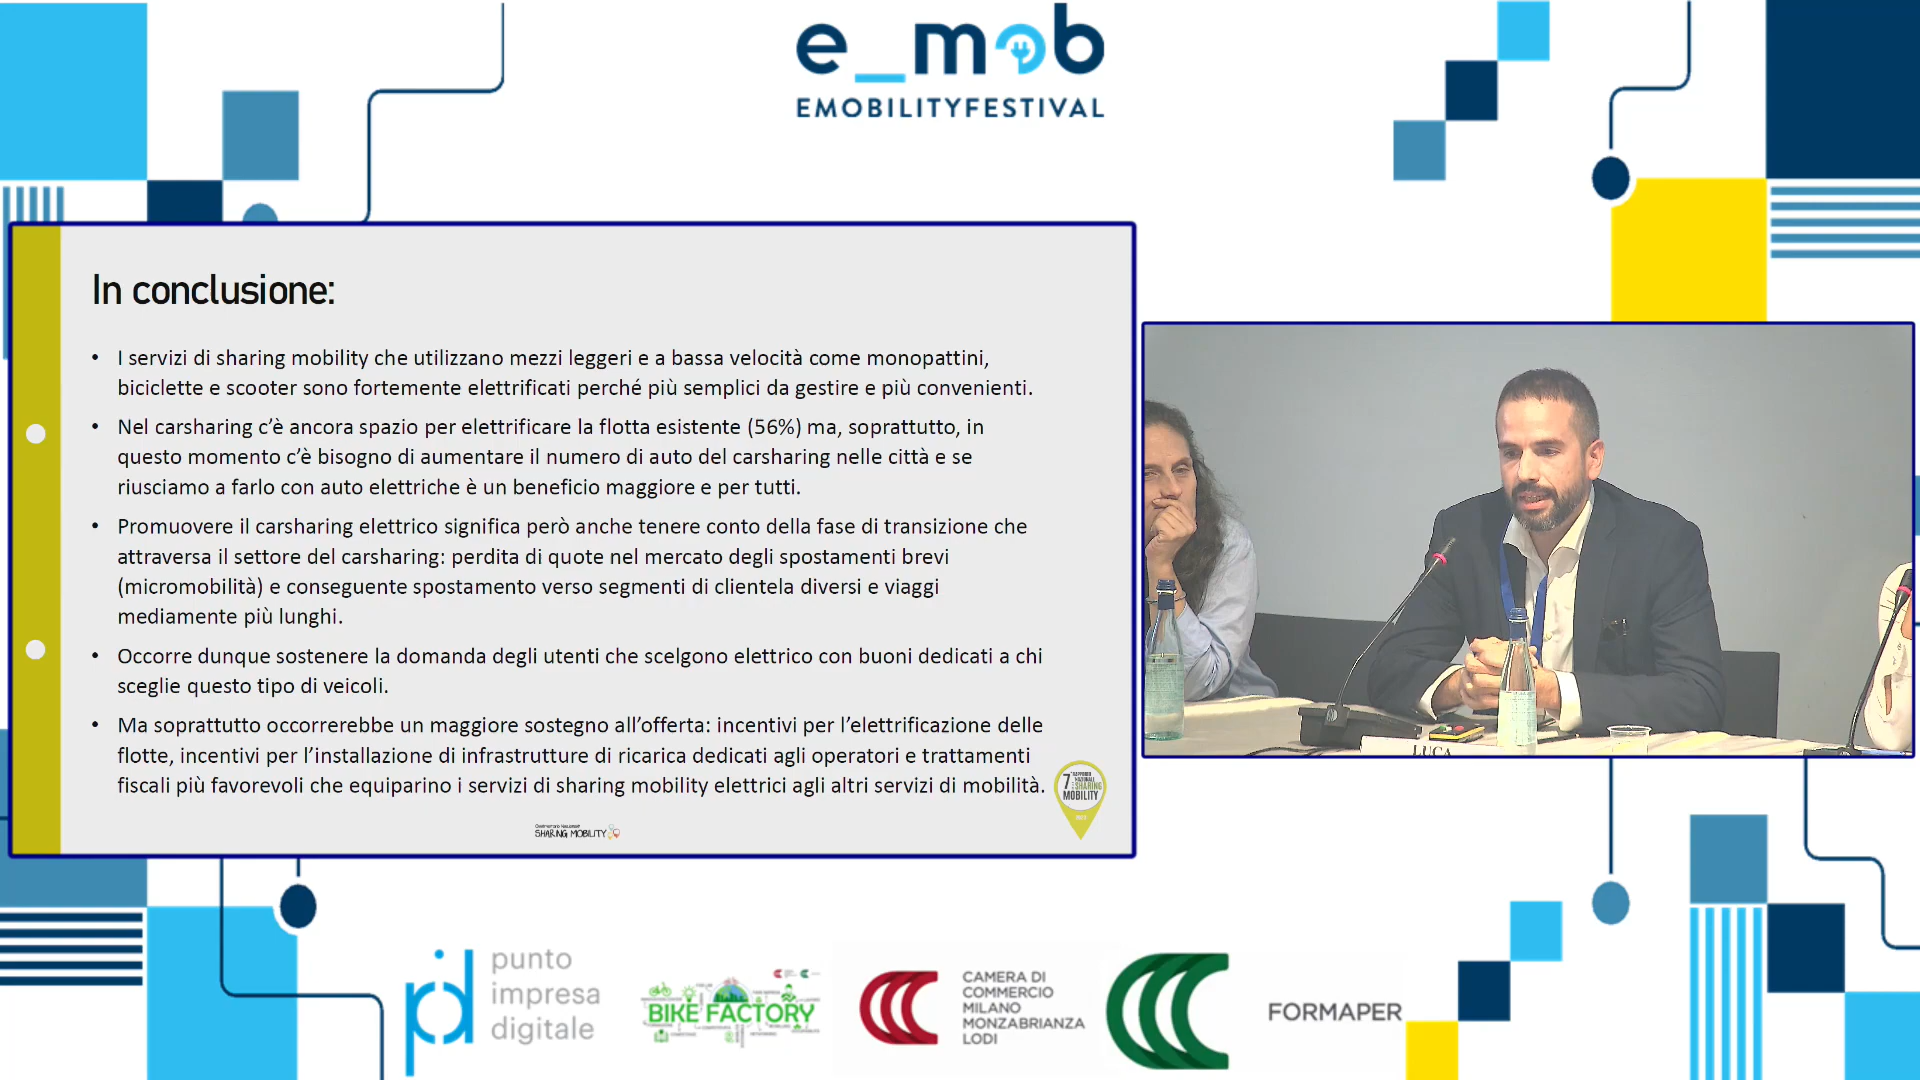 e_mob
EMOBILITYFESTIVAL
In conclusione:
• I servizi di sharing mobility che utilizzano mezzi leggeri e a bassa velocità come monopattini,
biciclette e scooter sono fortemente elettrificati perché più semplici da gestire e più convenienti.
• Nel carsharing c'è ancora spazio per elettrificare la flotta esistente (56%) ma, soprattutto, in
questo momento c'è bisogno di aumentare il numero di auto del carsharing nelle città e se
riusciamo a farlo con auto elettriche è un beneficio maggiore e per tutti.
• Promuovere il carsharing elettrico significa però anche tenere conto della fase di transizione che
attraversa il settore del carsharing: perdita di quote nel mercato degli spostamenti brevi
(micromobilità) e conseguente spostamento verso segmenti di clientela diversi e viaggi
mediamente più lunghi.
• Occorre dunque sostenere la domanda degli utenti che scelgono elettrico con buoni dedicati a chi
sceglie questo tipo di veicoli.
• Ma soprattutto occorrerebbe un maggiore sostegno all'offerta: incentivi per l'elettrificazione delle
flotte, incentivi per l'installazione di infrastrutture di ricarica dedicati agli operatori e trattamenti
fiscali più favorevoli che equiparino i servizi di sharing mobility elettrici agli altri servizi di mobilità.
7° RAPPORTO
NAZIONALE
SHARING
MOBILITY
SHARING MOBILITY
LUCA
punto
impresa
digitale
BIKE FACTORY
CAMERA DI
COMMERCIO
MILANO
MONZABRIANZA
LODI
FORMAPER